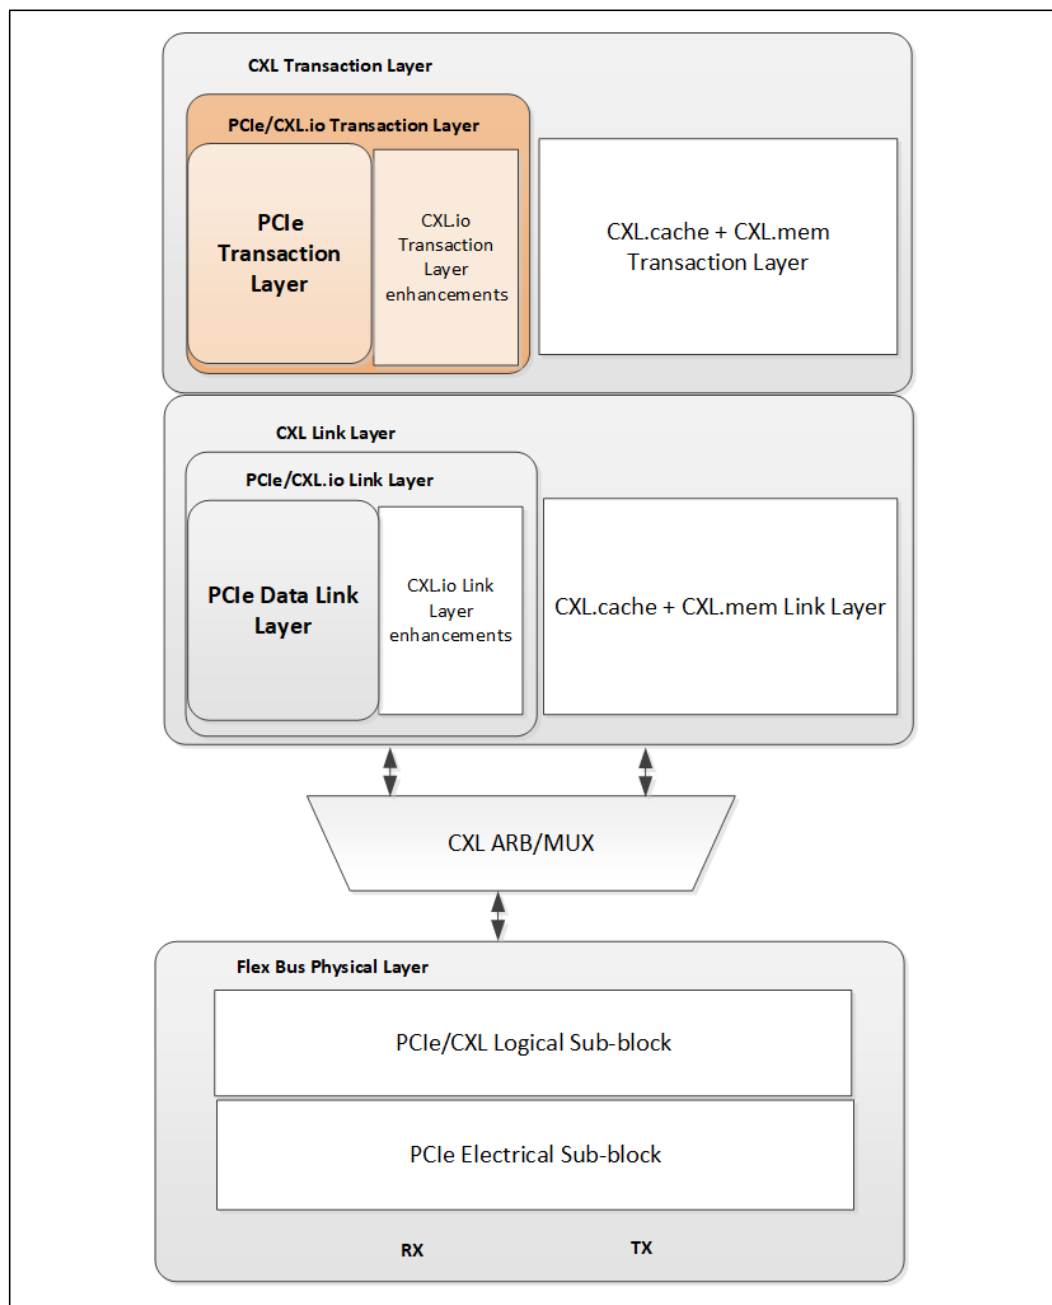 CXL Transaction Layer
PCIe/CXL.io Transaction Layer
PCIe
Transaction
Layer
CXL.io
Transaction
Layer
enhancements
CXL.cache + CXL.mem
Transaction Layer
CXL Link Layer
PCIe/CXL.io Link Layer
PCIe Data Link
Layer
CXL.io Link
Layer
enhancements
CXL.cache + CXL.mem Link Layer
CXL ARB/MUX
Flex Bus Physical Layer
PCIe/CXL Logical Sub-block
PCIe Electrical Sub-block
RX
TX